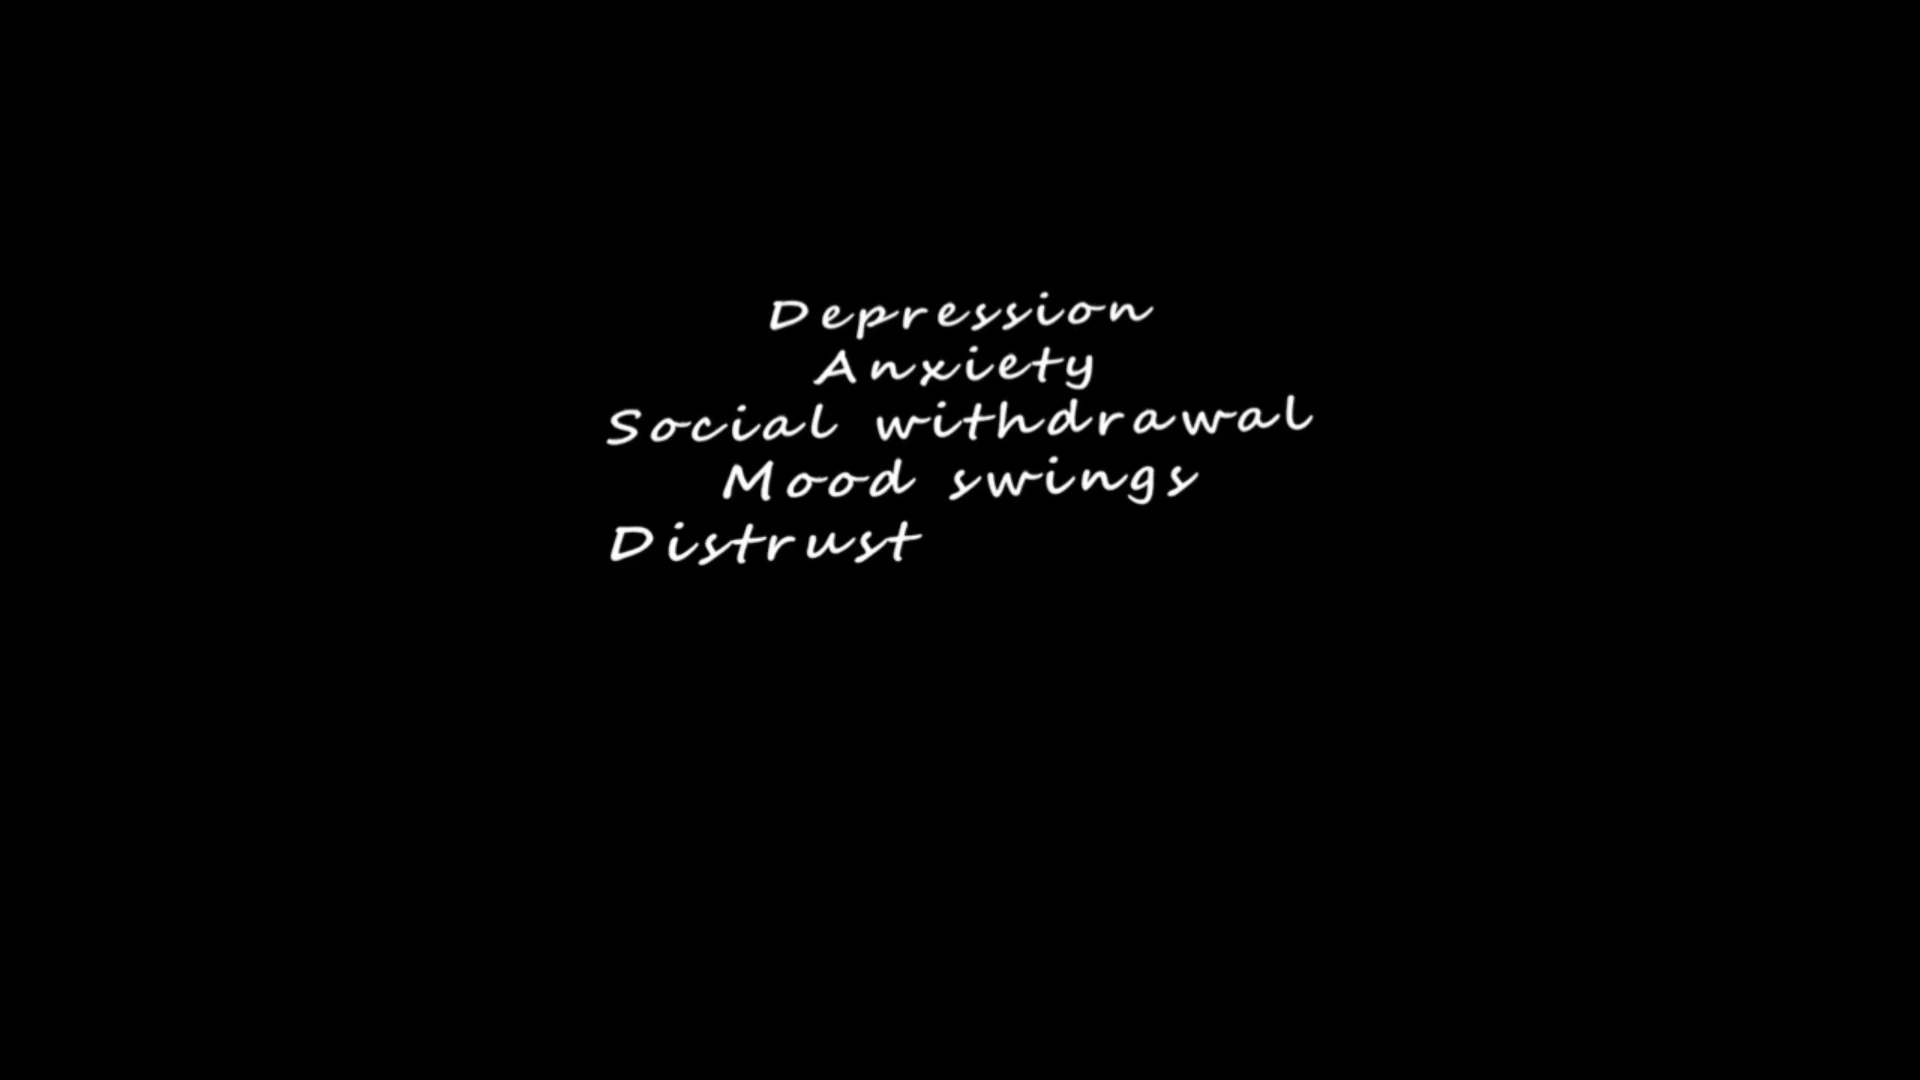 Depression
Anxiety
Social withdrawal
Mood swings
Distrust